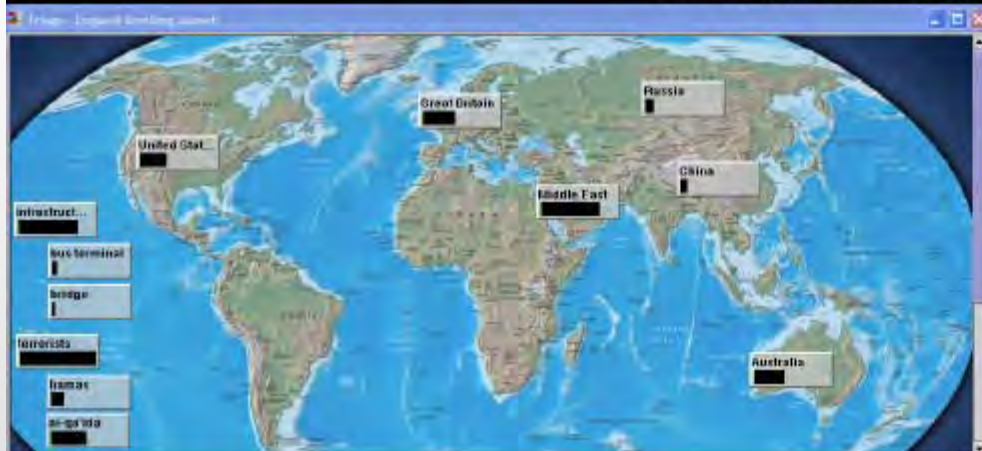 Russia
Great Britain
United Stat...
China
Middle East
infrastruct...
bus terminal
bridge
terrorists
Australia
hamas
al-qa'ida